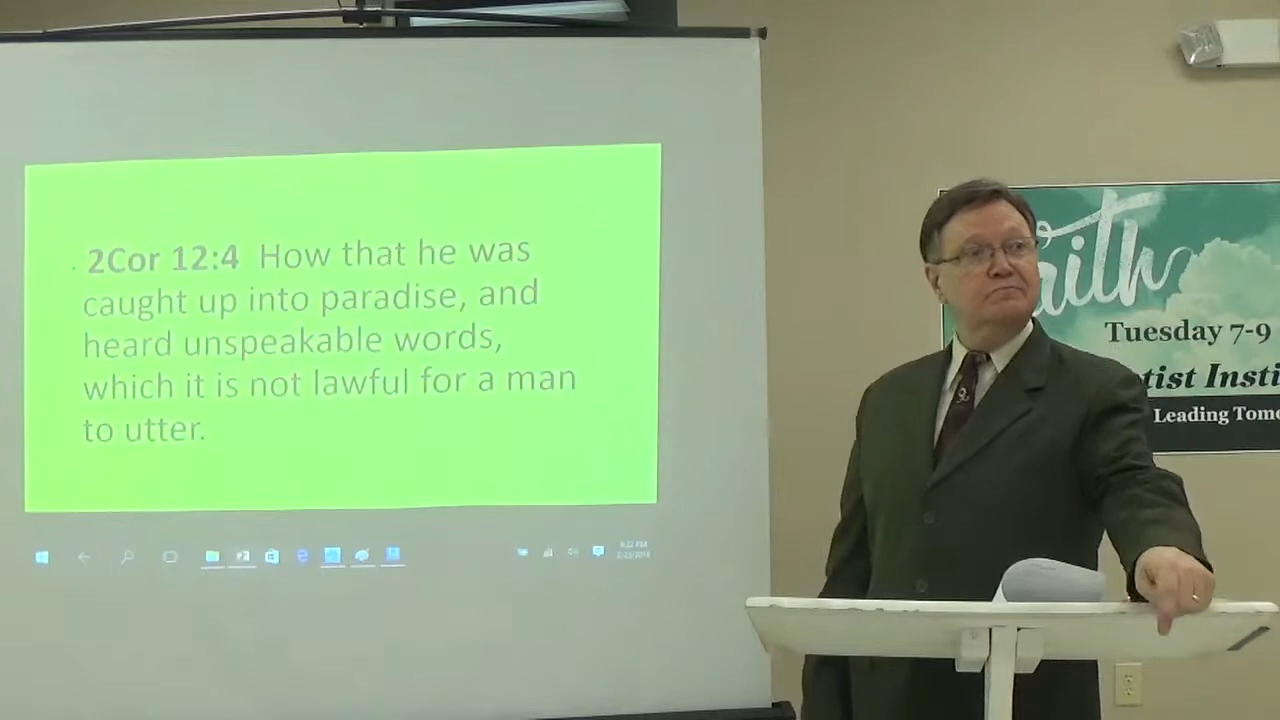 2Cor 12:4 How that he was
caught up into paradise, and
heard unspeakable words,
which it is not lawful for a man
to utter.
aith
Tuesday 7-9
tist Insti
Leading Tomo